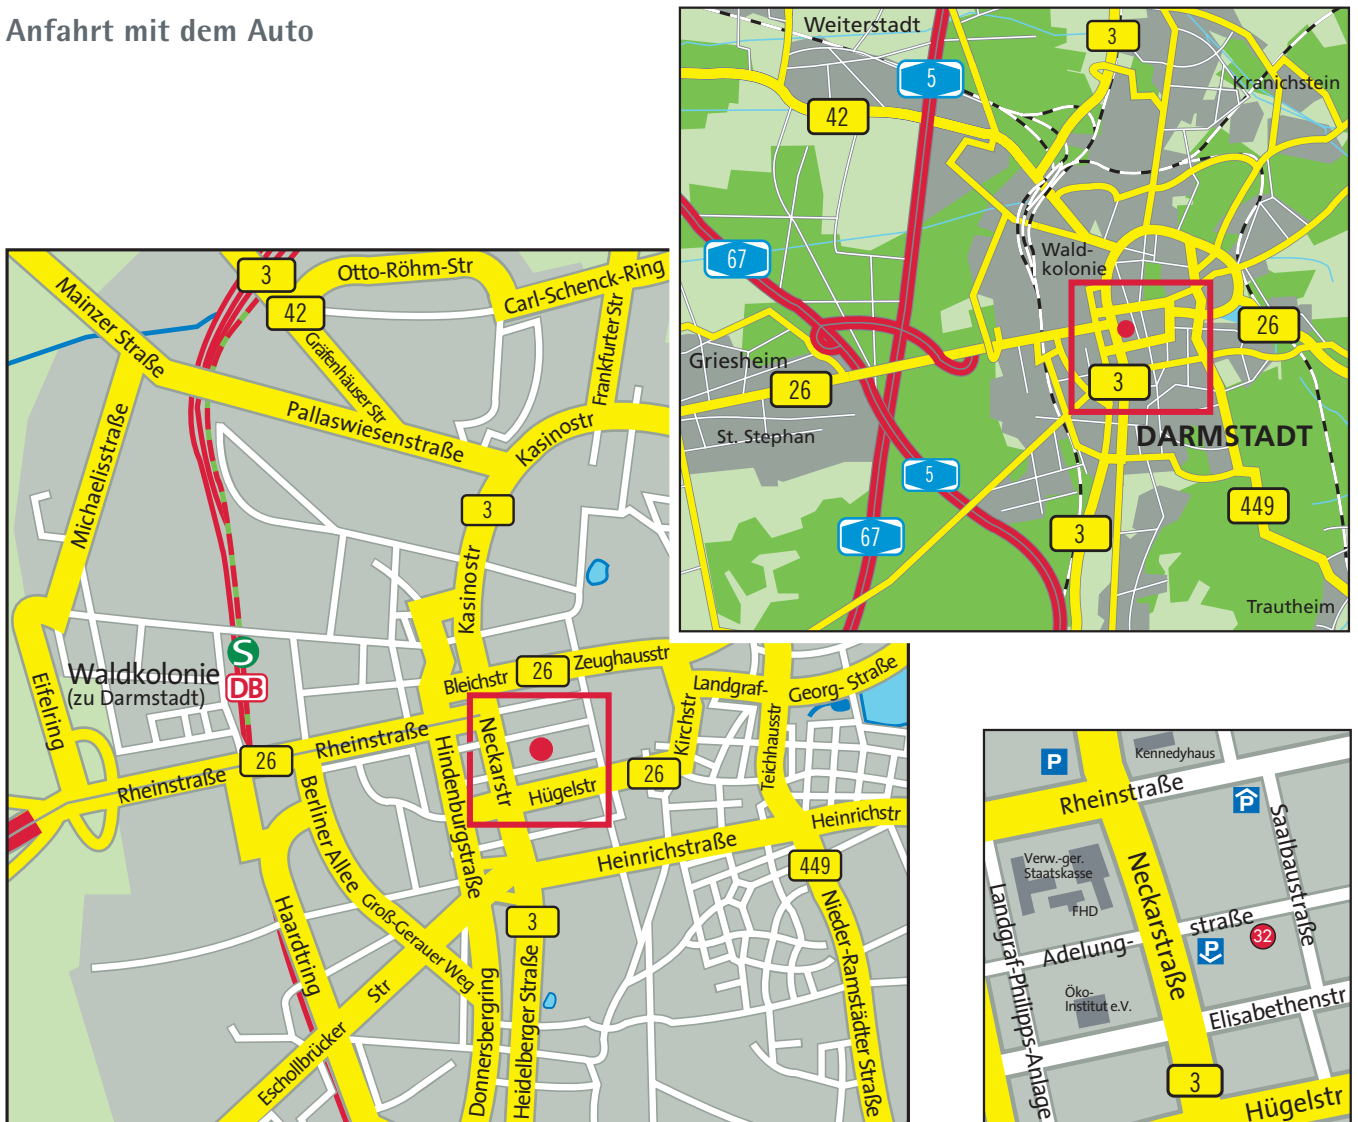 Anfahrt mit dem Auto
Weiterstadt
3
5
Kranichstein
42
42
67
Wald-
kolonie
26
Griesheim
26
3
St. Stephan
DARMSTADT
5
449
67
3
Trautheim
3
Otto-Röhm-Str
Carl-Schenck-Ring
Mainzer Straße
42
Gräfenhäuser Str
Frankfurter Str
Pallaswiesenstraße
Kasinostr
Michaelisstraße
3
Kasinostr
S
Waldkolonie
(zu Darmstadt)
DB
Eifelring
Bleichstr
26
Zeughausstr
Landgraf-
Georg- Straße
Kirchstr
Teichhausstr
Rheinstraße
Neckarstr
Hindenburgstraße
26
Rheinstraße
Hügelstr
26
Berliner Allee
Heinrichstr
Heinrichstraße
449
Haardtring
Groß-Gerauer Weg
3
Nieder-Ramstädter Straße
Str
Eschollbrücker
Donnersbergring
Heidelberger Straße
P
Kennedyhaus
Rheinstraße
P
Saalbaustraße
Verw.-ger.
Staatskasse
Neckarstraße
FHD
Landgraf-Philipps-Anlage
straße
32
Adelung-
P
Öko-
Institut e.V.
Elisabethenstr
3
Hügelstr